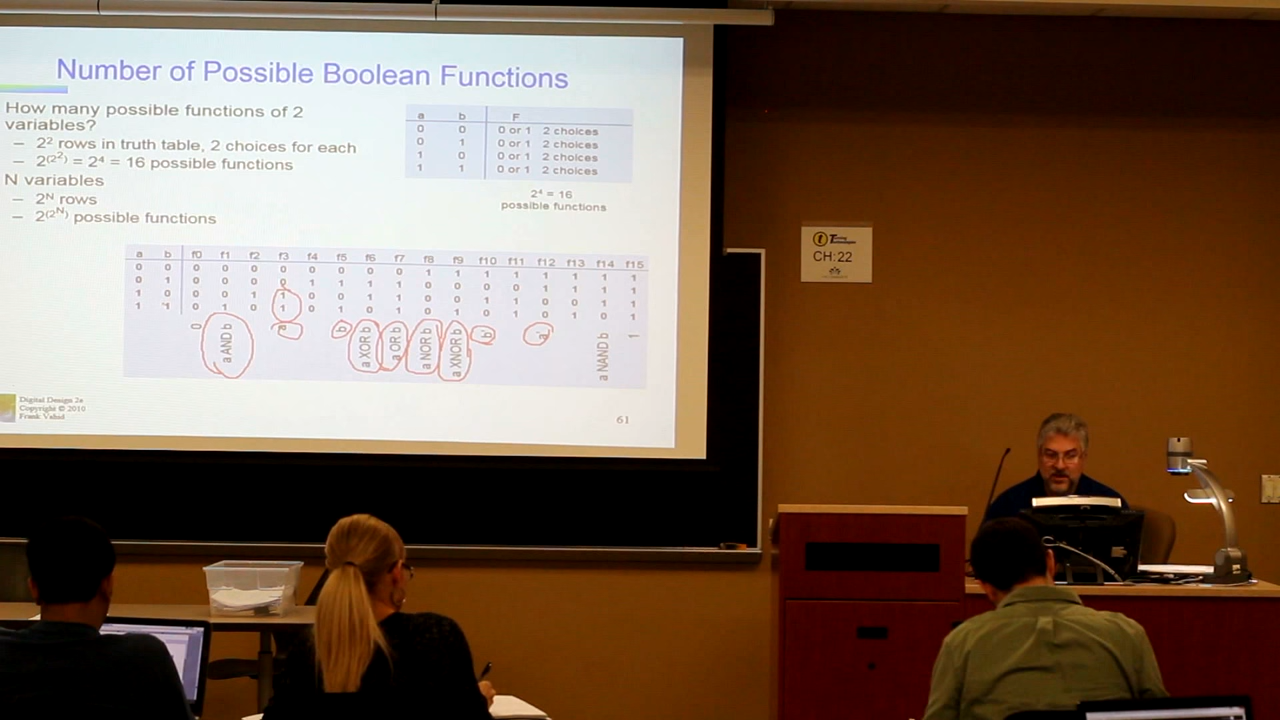 Number of Possible Boolean Functions
How many possible functions of 2
variables?
– 2² rows in truth table, 2 choices for each
– 2^(2²) = 2⁴ = 16 possible functions
N variables
– 2ᴺ rows
– 2^(2ᴺ) possible functions
a b F
0 0 0 or 1 2 choices
0 1 0 or 1 2 choices
1 0 0 or 1 2 choices
1 1 0 or 1 2 choices
2⁴ = 16
possible functions
a b f0 f1 f2 f3 f4 f5 f6 f7 f8 f9 f10 f11 f12 f13 f14 f15
0 0 0 0 0 0 0 0 0 0 1 1 1 1 1 1 1 1
0 1 0 0 0 0 1 1 1 1 0 0 0 0 1 1 1 1
1 0 0 0 1 1 0 0 1 1 0 0 1 1 0 0 1 1
1 1 0 1 0 1 0 1 0 1 0 1 0 1 0 1 0 1
0 a AND b a b a XOR b a OR b a NOR b a XNOR b b' a' a NAND b 1
Digital Design 2e
Copyright © 2010
Frank Vahid
61
CH:22